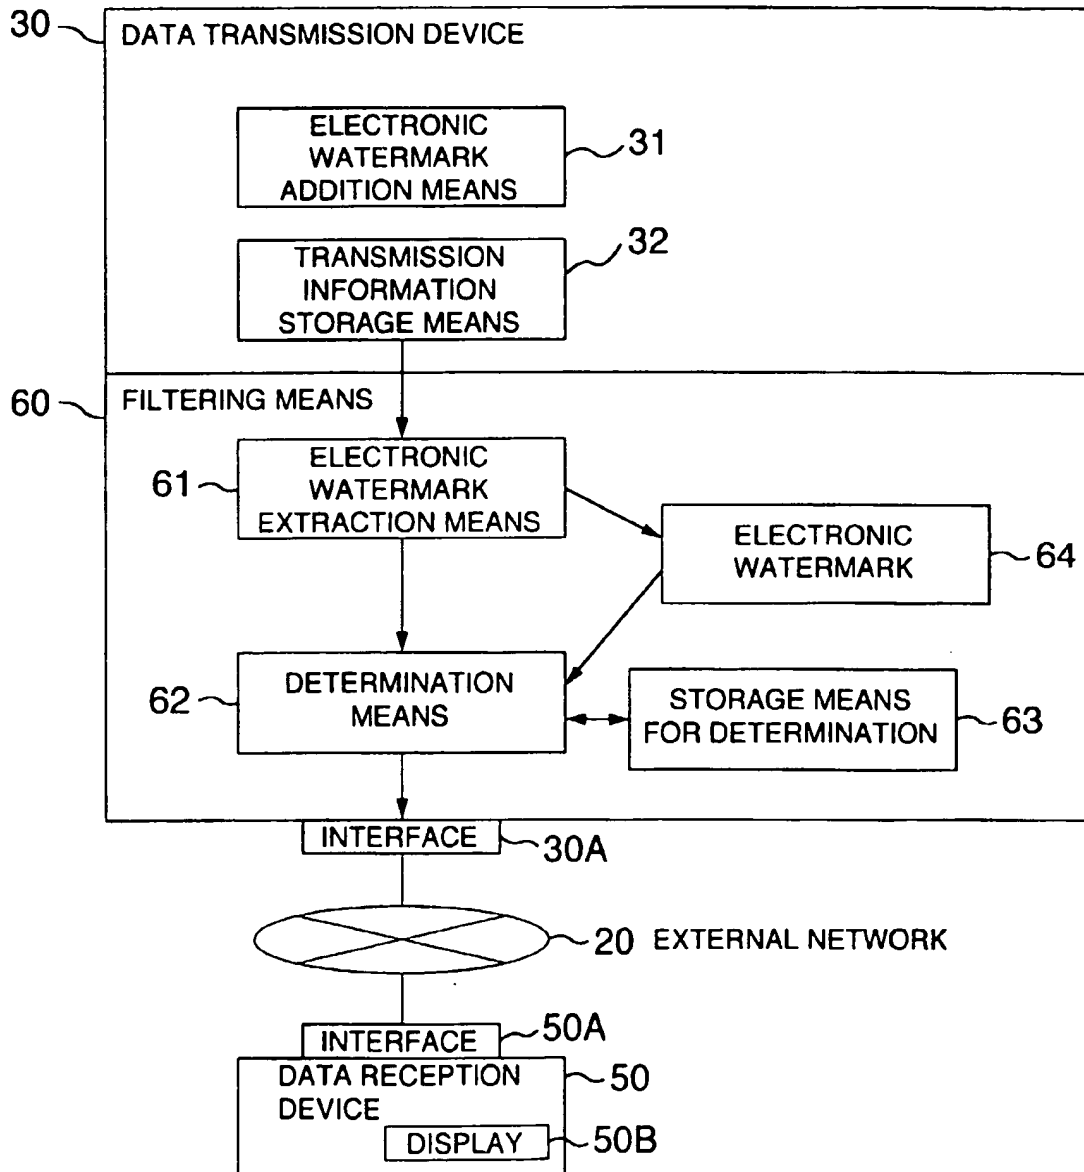 30
DATA TRANSMISSION DEVICE
ELECTRONIC
WATERMARK
ADDITION MEANS
31
TRANSMISSION
INFORMATION
STORAGE MEANS
32
60
FILTERING MEANS
61
ELECTRONIC
WATERMARK
EXTRACTION MEANS
ELECTRONIC
WATERMARK
64
62
DETERMINATION
MEANS
STORAGE MEANS
FOR DETERMINATION
63
INTERFACE
30A
20 EXTERNAL NETWORK
INTERFACE
50A
DATA RECEPTION
DEVICE
50
DISPLAY
50B